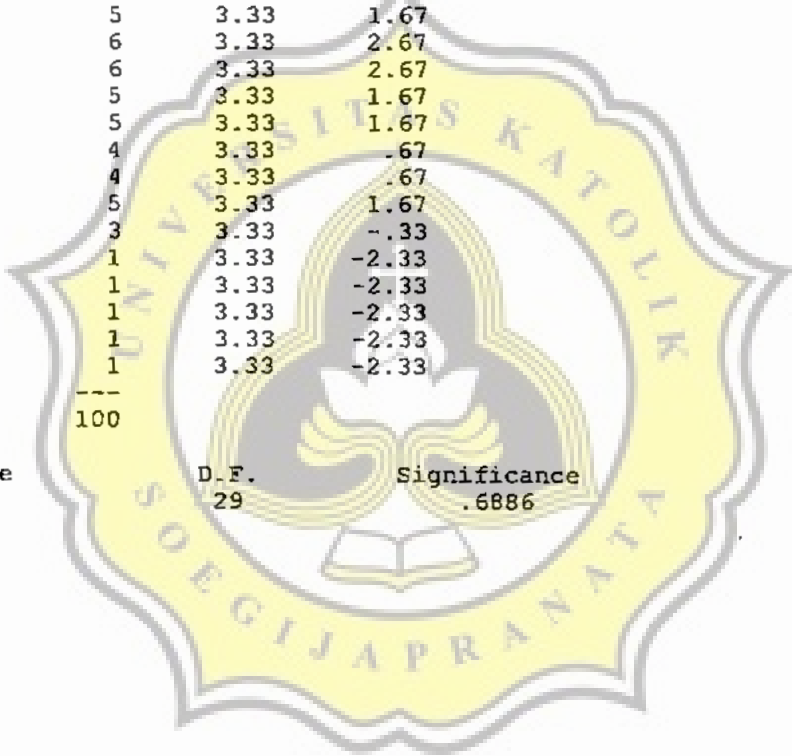 5 3.33 1.67
6 3.33 2.67
6 3.33 2.67
5 3.33 1.67
5 3.33 1.67
4 3.33 .67
4 3.33 .67
5 3.33 1.67
3 3.33 -.33
1 3.33 -2.33
1 3.33 -2.33
1 3.33 -2.33
1 3.33 -2.33
1 3.33 -2.33
---
100
e D.F. Significance
29 .6886
UNIVERSITAS KATOLIK
SOEGIJAPRANATA